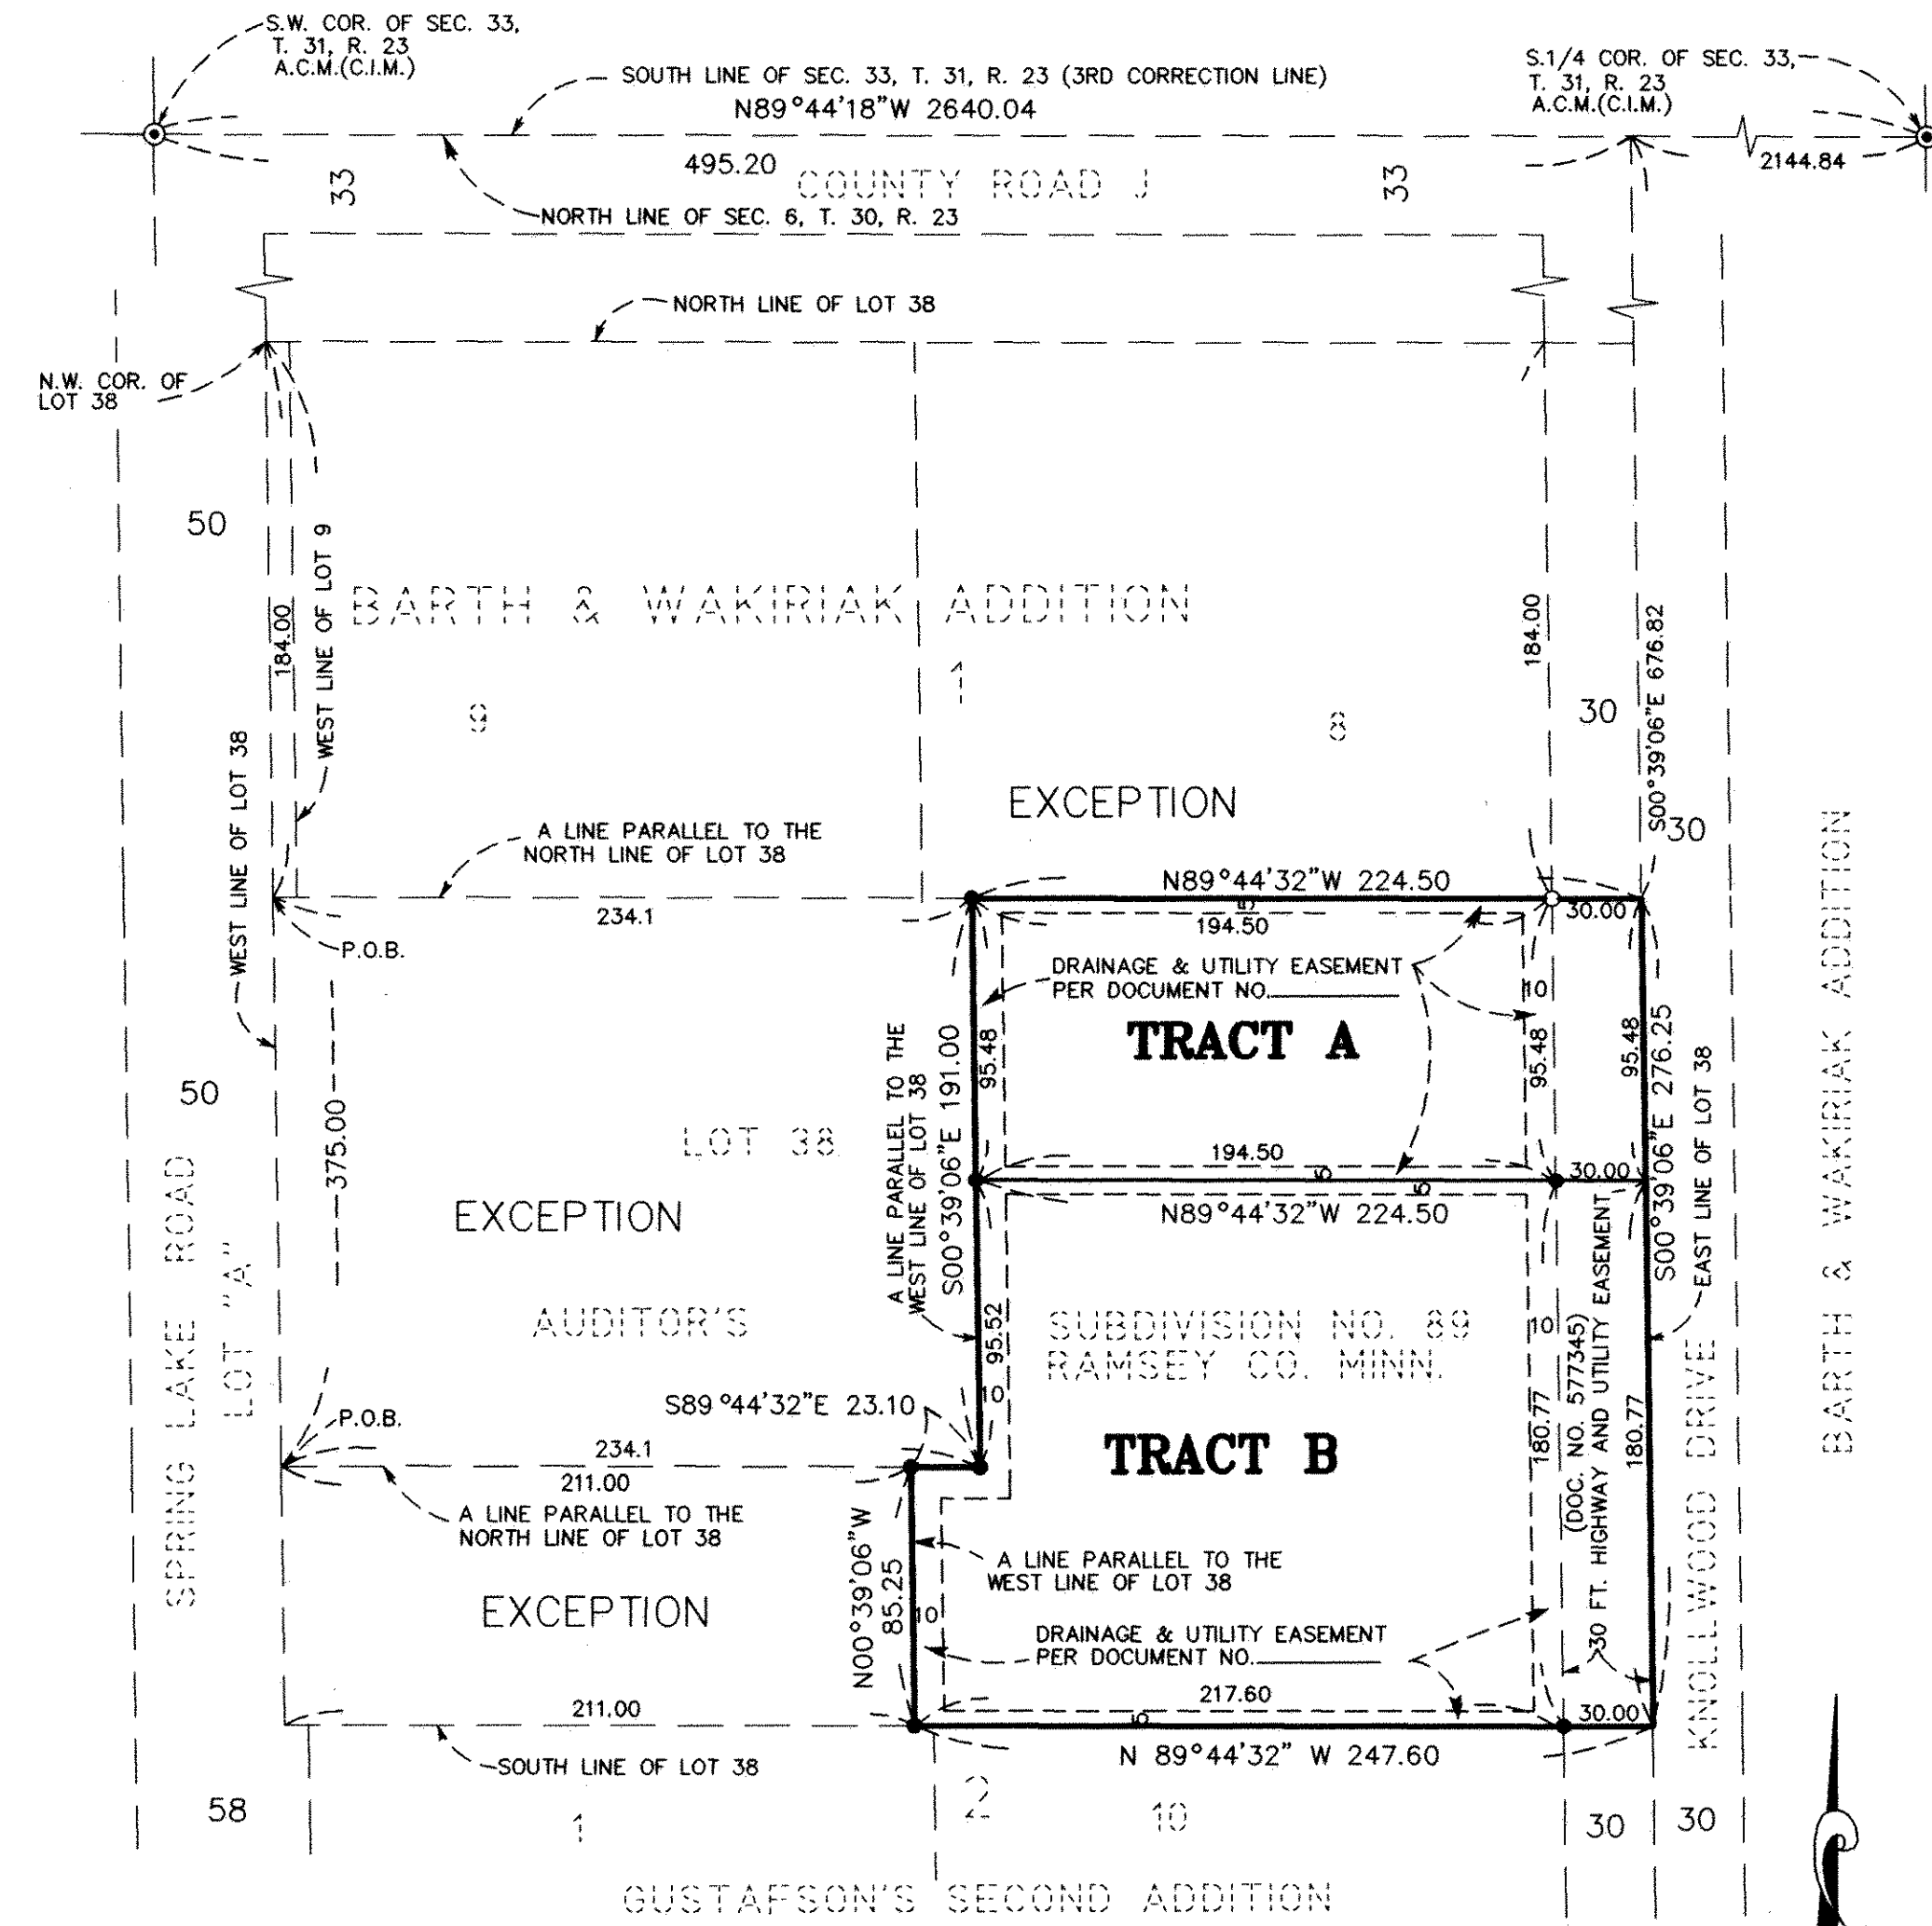 S.W. COR. OF SEC. 33,
T. 31, R. 23
A.C.M.(C.I.M.)
SOUTH LINE OF SEC. 33, T. 31, R. 23 (3RD CORRECTION LINE)
N89°44'18"W 2640.04
S.1/4 COR. OF SEC. 33,
T. 31, R. 23
A.C.M.(C.I.M.)
495.20
2144.84
33
COUNTY ROAD J
33
NORTH LINE OF SEC. 6, T. 30, R. 23
NORTH LINE OF LOT 38
N.W. COR. OF
LOT 38
50
WEST LINE OF LOT 9
184.00
BARTH & WAKIRIAK ADDITION
184.00
S00°39'06"E 676.82
1
9
8
30
30
WEST LINE OF LOT 38
EXCEPTION
A LINE PARALLEL TO THE
NORTH LINE OF LOT 38
N89°44'32"W 224.50
234.1
5
194.50
30.00
P.O.B.
DRAINAGE & UTILITY EASEMENT
PER DOCUMENT NO.
10
TRACT A
A LINE PARALLEL TO THE
WEST LINE OF LOT 38
S00°39'06"E 191.00
95.48
95.48
95.48
S00°39'06"E 276.25
EAST LINE OF LOT 38
BARTH & WAKIRIAK ADDITION
50
375.00
LOT 38
194.50
5
5
30.00
N89°44'32"W 224.50
EXCEPTION
SPRING LAKE ROAD
LOT "A"
AUDITOR'S
SUBDIVISION NO. 89
RAMSEY CO. MINN.
95.52
10
10
S89°44'32"E 23.10
P.O.B.
234.1
211.00
TRACT B
180.77
(DOC. NO. 577345)
30 FT. HIGHWAY AND UTILITY EASEMENT
180.77
KNOLLWOOD DRIVE
A LINE PARALLEL TO THE
NORTH LINE OF LOT 38
N00°39'06"W
85.25
A LINE PARALLEL TO THE
WEST LINE OF LOT 38
EXCEPTION
10
DRAINAGE & UTILITY EASEMENT
PER DOCUMENT NO.
217.60
211.00
5
30.00
SOUTH LINE OF LOT 38
N 89°44'32" W 247.60
58
1
2
10
30
30
GUSTAFSON'S SECOND ADDITION